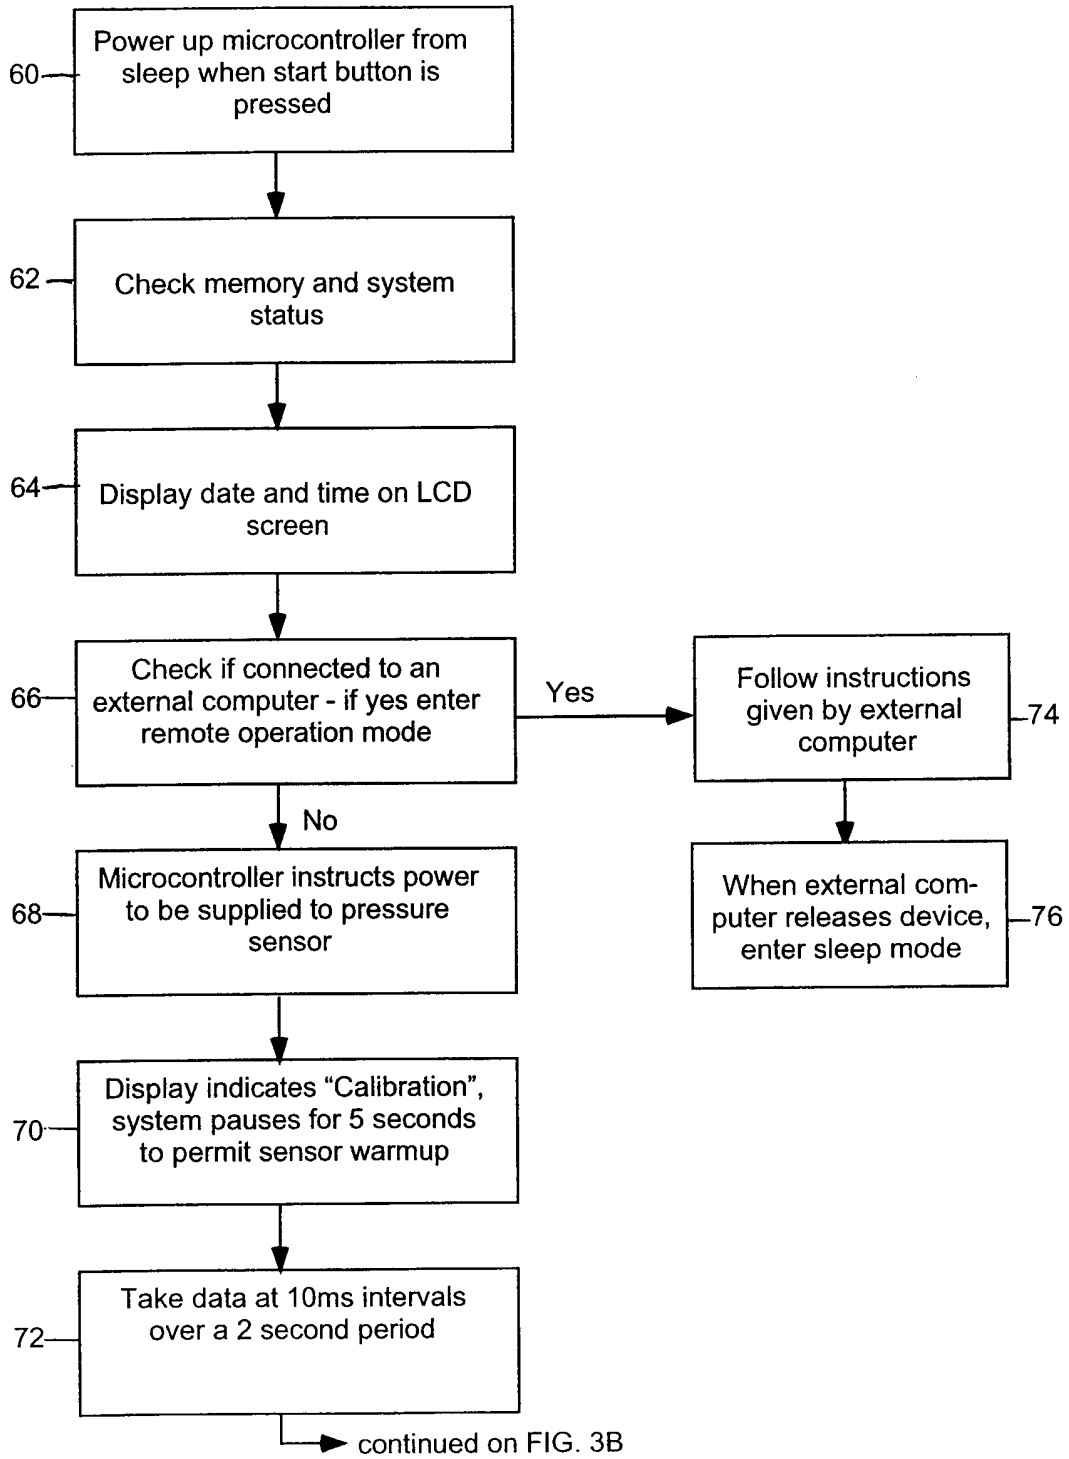 Power up microcontroller from
sleep when start button is
pressed
60
Check memory and system
status
62
Display date and time on LCD
screen
64
Check if connected to an
external computer - if yes enter
remote operation mode
66
Yes
Follow instructions
given by external
computer
74
No
Microcontroller instructs power
to be supplied to pressure
sensor
68
When external com-
puter releases device,
enter sleep mode
76
Display indicates “Calibration”,
system pauses for 5 seconds
to permit sensor warmup
70
Take data at 10ms intervals
over a 2 second period
72
continued on FIG. 3B